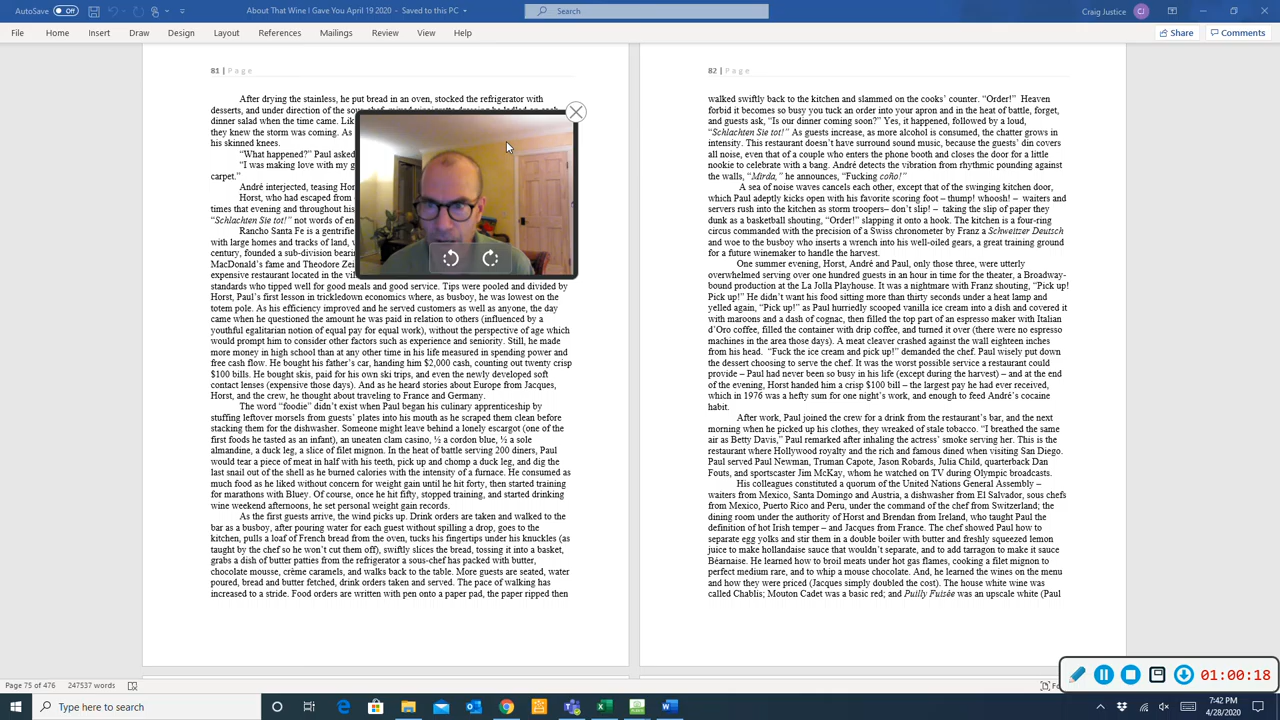 AutoSave Off After That Wine I Began Novel 4 19 2020 - Saved to this PC Search Craig Justice CJ
File Home Insert Draw Design Layout References Mailings Review View Help Share Comments
81 | Page
After drying the stainless, he put bread in an oven, stocked the refrigerator with
desserts, and under direction of the sous-chef, mixed vinaigrette dressing he ladled on each
dinner salad when the time came. Lik
they knew the storm was coming. As
his skinned knees.
"What happened?" Paul asked
"I was making love with my g
carpet."
André interjected, teasing Hor
Horst, who had escaped from
times that evening and throughout his
"Schlachten Sie tot!" not words of en
Rancho Santa Fe is a gentrifie
with large homes and tracks of land, w
century, founded a sub-division bearin
MacDonald's fame and Theodore Zei
expensive restaurant located in the vil
standards who tipped well for good meals and good service. Tips were pooled and divided by
Horst, Paul's first lesson in trickledown economics where, as busboy, he was lowest on the
totem pole. As his efficiency improved and he served customers as well as anyone, the day
came when he questioned the amount he was paid in relation to others (influenced by a
youthful egalitarian notion of equal pay for equal work), without the perspective of age which
would prompt him to consider other factors such as experience and seniority. Still, he made
more money in high school than at any other time in his life measured in spending power and
free cash flow. He bought his father's car, handing him $2,000 cash, counting out twenty crisp
$100 bills. He bought skis, paid for his own ski trips, and even the newly developed soft
contact lenses (expensive those days). And as he heard stories about Europe from Jacques,
Horst, and the crew, he thought about traveling to France and Germany.
The word "foodie" didn't exist when Paul began his culinary apprenticeship by
stuffing leftover morsels from guests' plates into his mouth as he scraped them clean before
stacking them for the dishwasher. Someone might leave behind a lonely escargot (one of the
first foods he tasted as an infant), an uneaten clam casino, ½ a cordon blue, ½ a sole
almandine, a duck leg, a slice of filet mignon. In the heat of battle serving 200 diners, Paul
would tear a piece of meat in half with his teeth, pick up and chomp a duck leg, and dig the
last snail out of the shell as he burned calories with the intensity of a furnace. He consumed as
much food as he liked without concern for weight gain until he hit forty, then started training
for marathons with Bluey. Of course, once he hit fifty, stopped training, and started drinking
wine weekend afternoons, he set personal weight gain records.
As the first guests arrive, the wind picks up. Drink orders are taken and walked to the
bar as a busboy, after pouring water for each guest without spilling a drop, goes to the
kitchen, pulls a loaf of French bread from the oven, tucks his fingertips under his knuckles (as
taught by the chef so he won't cut them off), swiftly slices the bread, tossing it into a basket,
grabs a dish of butter patties from the refrigerator a sous-chef has packed with butter,
chocolate mousse, crème caramels, and walks back to the table. More guests are seated, water
poured, bread and butter fetched, drink orders taken and served. The pace of walking has
increased to a stride. Food orders are written with pen onto a paper pad, the paper ripped then
82 | Page
walked swiftly back to the kitchen and slammed on the cooks' counter. "Order!" Heaven
forbid it becomes so busy you tuck an order into your apron and in the heat of battle, forget,
and guests ask, "Is our dinner coming soon?" Yes, it happened, followed by a loud,
"Schlachten Sie tot!" As guests increase, as more alcohol is consumed, the chatter grows in
intensity. This restaurant doesn't have surround sound music, because the guests' din covers
all noise, even that of a couple who enters the phone booth and closes the door for a little
nookie to celebrate with a bang. André detects the vibration from rhythmic pounding against
the walls, "Mirda," he announces, "Fucking coño!"
A sea of noise waves cancels each other, except that of the swinging kitchen door,
which Paul adeptly kicks open with his favorite scoring foot – thump! whoosh! – waiters and
servers rush into the kitchen as storm troopers– don't slip! – taking the slip of paper they
dunk as a basketball shouting, "Order!" slapping it onto a hook. The kitchen is a four-ring
circus commanded with the precision of a Swiss chronometer by Franz a Schweitzer Deutsch
and woe to the busboy who inserts a wrench into his well-oiled gears, a great training ground
for a future winemaker to handle the harvest.
One summer evening, Horst, André and Paul, only those three, were utterly
overwhelmed serving over one hundred guests in an hour in time for the theater, a Broadway-
bound production at the La Jolla Playhouse. It was a nightmare with Franz shouting, "Pick up!
Pick up!" He didn't want his food sitting more than thirty seconds under a heat lamp and
yelled again, "Pick up!" as Paul hurriedly scooped vanilla ice cream into a dish and covered it
with maroons and a dash of cognac, then filled the top part of an espresso maker with Italian
d'Oro coffee, filled the container with drip coffee, and turned it over (there were no espresso
machines in the area those days). A meat cleaver crashed against the wall eighteen inches
from his head. "Fuck the ice cream and pick up!" demanded the chef. Paul wisely put down
the dessert choosing to serve the chef. It was the worst possible service a restaurant could
provide – Paul had never been so busy in his life (except during the harvest) – and at the end
of the evening, Horst handed him a crisp $100 bill – the largest pay he had ever received,
which in 1976 was a hefty sum for one night's work, and enough to feed André's cocaine
habit.
After work, Paul joined the crew for a drink from the restaurant's bar, and the next
morning when he picked up his clothes, they wreaked of stale tobacco. "I breathed the same
air as Betty Davis," Paul remarked after inhaling the actress' smoke serving her. This is the
restaurant where Hollywood royalty and the rich and famous dined when visiting San Diego.
Paul served Paul Newman, Truman Capote, Jason Robards, Julia Child, quarterback Dan
Fouts, and sportscaster Jim McKay, whom he watched on TV during Olympic broadcasts.
His colleagues constituted a quorum of the United Nations General Assembly –
waiters from Mexico, Santa Domingo and Austria, a dishwasher from El Salvador, sous chefs
from Mexico, Puerto Rico and Peru, under the command of the chef from Switzerland; the
dining room under the authority of Horst and Brendan from Ireland, who taught Paul the
definition of hot Irish temper – and Jacques from France. The chef showed Paul how to
separate egg yolks and stir them in a double boiler with butter and freshly squeezed lemon
juice to make hollandaise sauce that wouldn't separate, and to add tarragon to make it sauce
Béarnaise. He learned how to broil meats under hot gas flames, cooking a filet mignon to
perfect medium rare, and to whip a mouse chocolate. And, he learned the wines on the menu
and how they were priced (Jacques simply doubled the cost). The house white wine was
called Chablis; Mouton Cadet was a basic red; and Puilly Fuisée was an upscale white (Paul
Page 75 of 476 247537 words
01:00:18
Type here to search
7:42 PM
4/28/2020